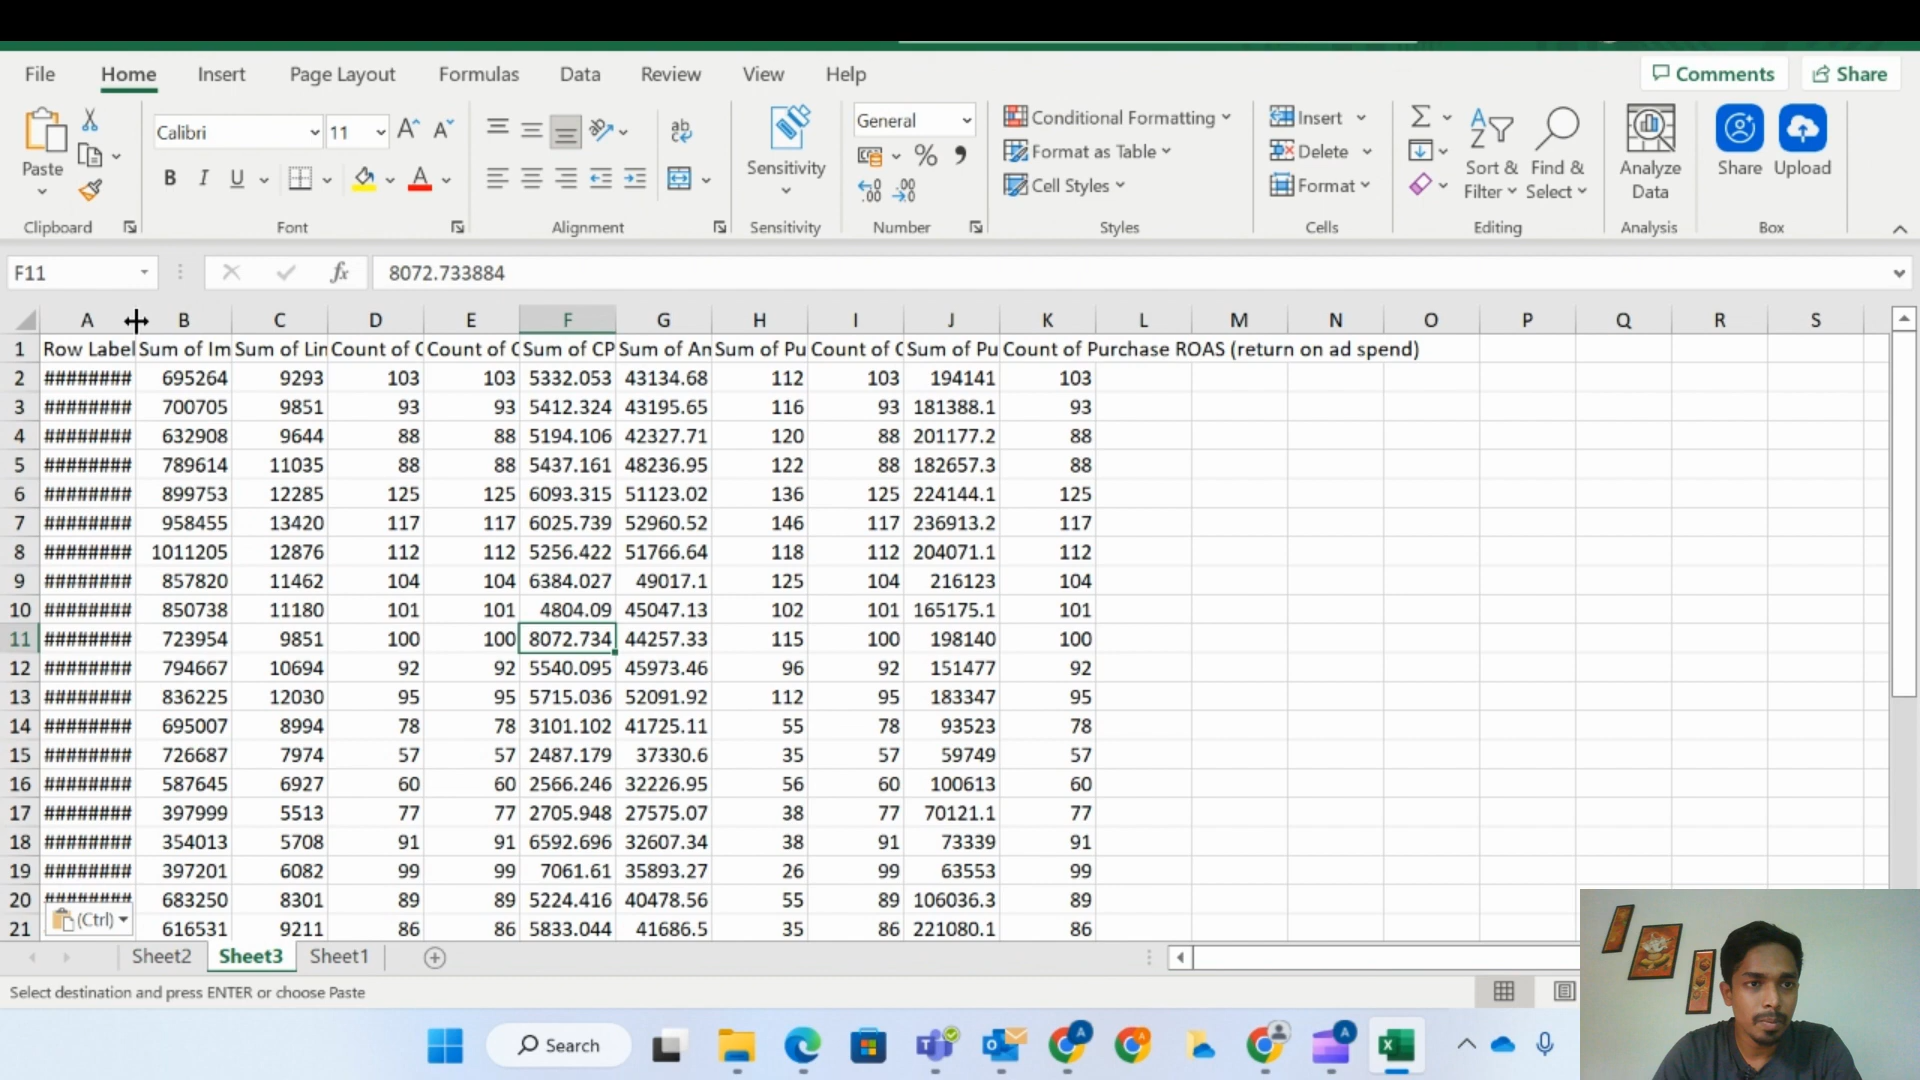 File Home Insert Page Layout Formulas Data Review View Help Comments Share
Calibri 11 General Conditional Formatting Insert
Paste Sensitivity Format as Table Delete Sort & Filter Find & Select Analyze Data Share Upload
B I U Cell Styles Format
Clipboard Font Alignment Sensitivity Number Styles Cells Editing Analysis Box
F11 fx 8072.733884
A B C D E F G H I J K L M N O P Q R S
1 Row Label Sum of Im Sum of Lin Count of C Count of C Sum of CP Sum of Am Sum of Pu Count of C Sum of Pu Count of Purchase ROAS (return on ad spend)
2 ######## 695264 9293 103 103 5332.053 43134.68 112 103 194141 103
3 ######## 700705 9851 93 93 5412.324 43195.65 116 93 181388.1 93
4 ######## 632908 9644 88 88 5194.106 42327.71 120 88 201177.2 88
5 ######## 789614 11035 88 88 5437.161 48236.95 122 88 182657.3 88
6 ######## 899753 12285 125 125 6093.315 51123.02 136 125 224144.1 125
7 ######## 958455 13420 117 117 6025.739 52960.52 146 117 236913.2 117
8 ######## 1011205 12876 112 112 5256.422 51766.64 118 112 204071.1 112
9 ######## 857820 11462 104 104 6384.027 49017.1 125 104 216123 104
10 ######## 850738 11180 101 101 4804.09 45047.13 102 101 165175.1 101
11 ######## 723954 9851 100 100 8072.734 44257.33 115 100 198140 100
12 ######## 794667 10694 92 92 5540.095 45973.46 96 92 151477 92
13 ######## 836225 12030 95 95 5715.036 52091.92 112 95 183347 95
14 ######## 695007 8994 78 78 3101.102 41725.11 55 78 93523 78
15 ######## 726687 7974 57 57 2487.179 37330.6 35 57 59749 57
16 ######## 587645 6927 60 60 2566.246 32226.95 56 60 100613 60
17 ######## 397999 5513 77 77 2705.948 27575.07 38 77 70121.1 77
18 ######## 354013 5708 91 91 6592.696 32607.34 38 91 73339 91
19 ######## 397201 6082 99 99 7061.61 35893.27 26 99 63553 99
20 ######## 683250 8301 89 89 5224.416 40478.56 55 89 106036.3 89
21 (Ctrl) 616531 9211 86 86 5833.044 41686.5 35 86 221080.1 86
Sheet2 Sheet3 Sheet1
Select destination and press ENTER or choose Paste
Search